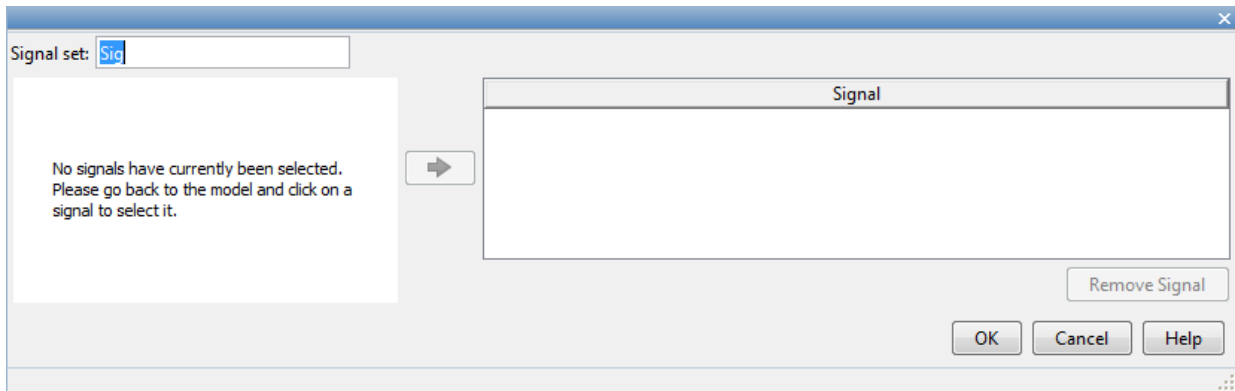 Signal set: Sig
No signals have currently been selected.
Please go back to the model and click on a
signal to select it.
Signal
Remove Signal
OK Cancel Help